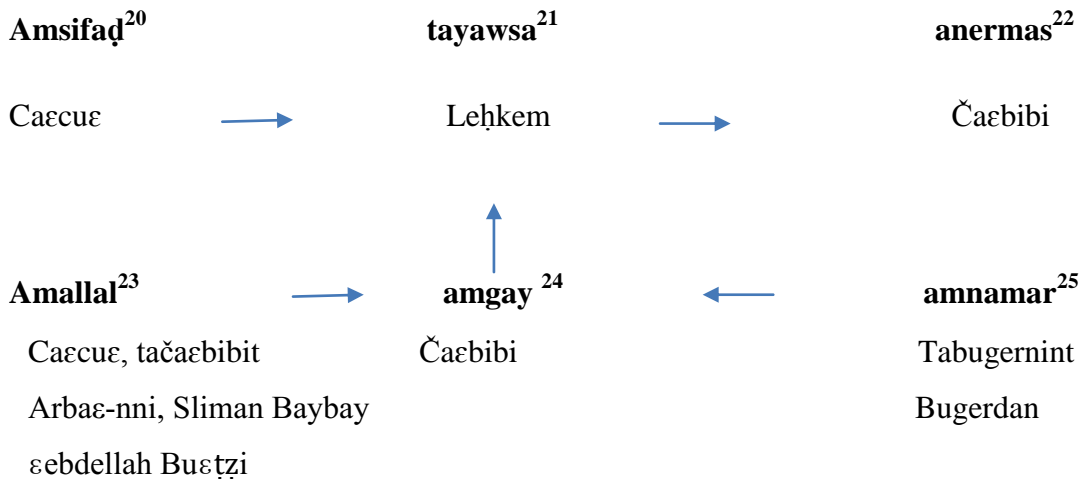 Amsifaḍ20 tayawsa21 anermas22
Caɛcuɛ Leḥkem Čaɛbibi
Amallal23 amgay 24 amnamar25
Caɛcuɛ, tačaɛbibit Čaɛbibi Tabugernint
Arbaɛ-nni, Sliman Baybay Bugerdan
ɛebdellah Buɛṭẓi